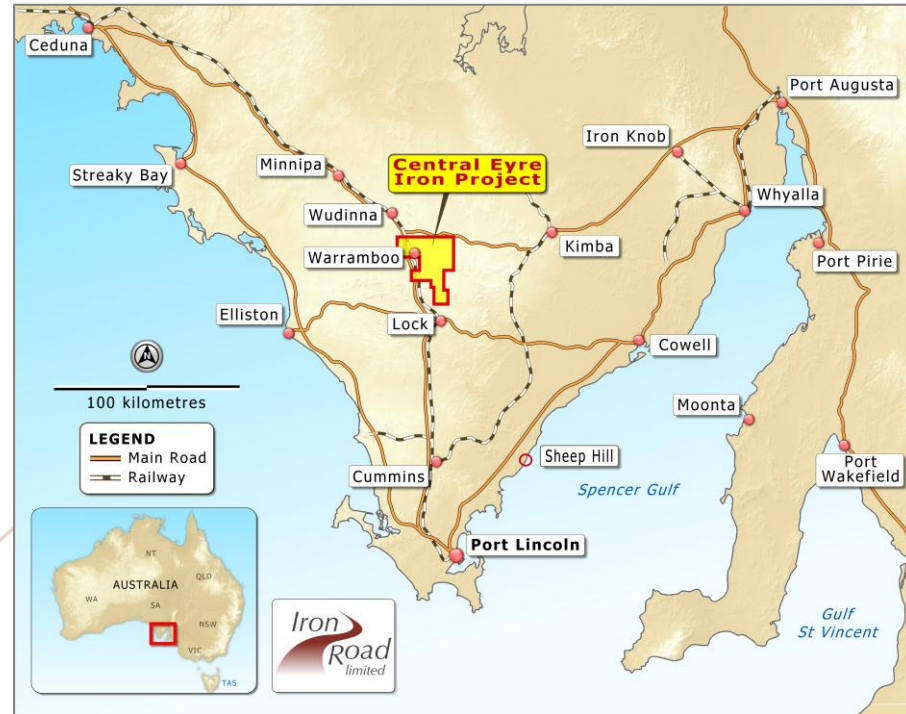 Ceduna
Streaky Bay
Minnipa
Wudinna
Central Eyre
Iron Project
Warramboo
Iron Knob
Port Augusta
Whyalla
Kimba
Port Pirie
Elliston
Lock
Cowell
Moonta
N
100 kilometres
LEGEND
Main Road
Railway
Cummins
Sheep Hill
Spencer Gulf
Port
Wakefield
Port Lincoln
Gulf
St Vincent
AUSTRALIA
NT
QLD
WA
SA
NSW
VIC
TAS
Iron
Road
limited